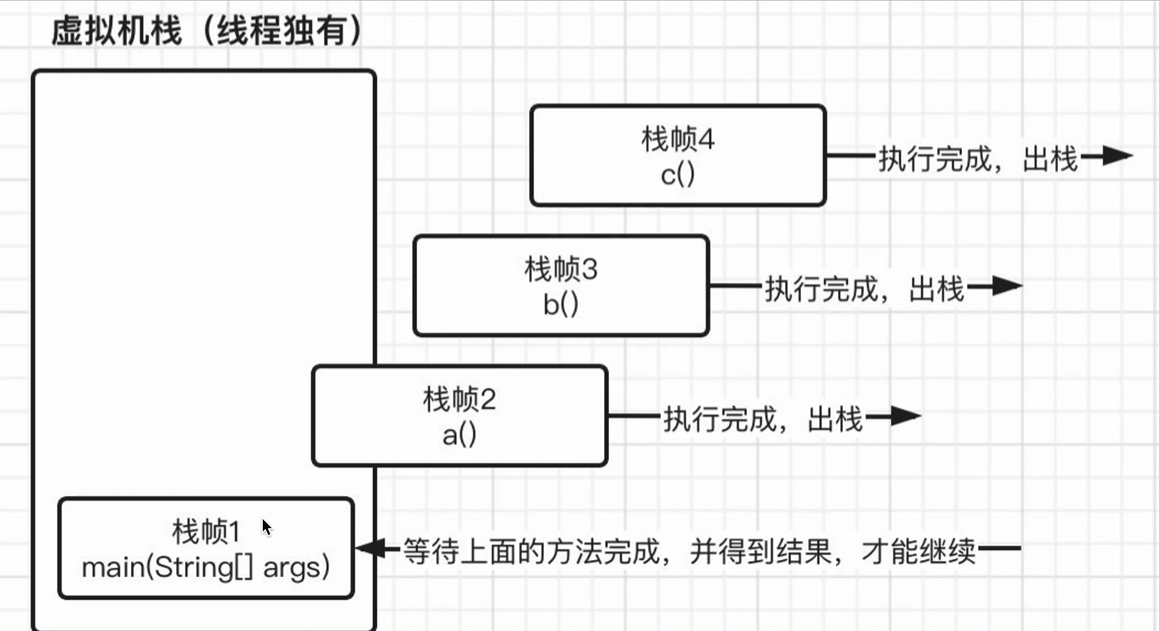 虚拟机栈（线程独有）
栈帧4
c()
执行完成，出栈
栈帧3
b()
执行完成，出栈
栈帧2
a()
执行完成，出栈
栈帧1
main(String[] args)
等待上面的方法完成，并得到结果，才能继续